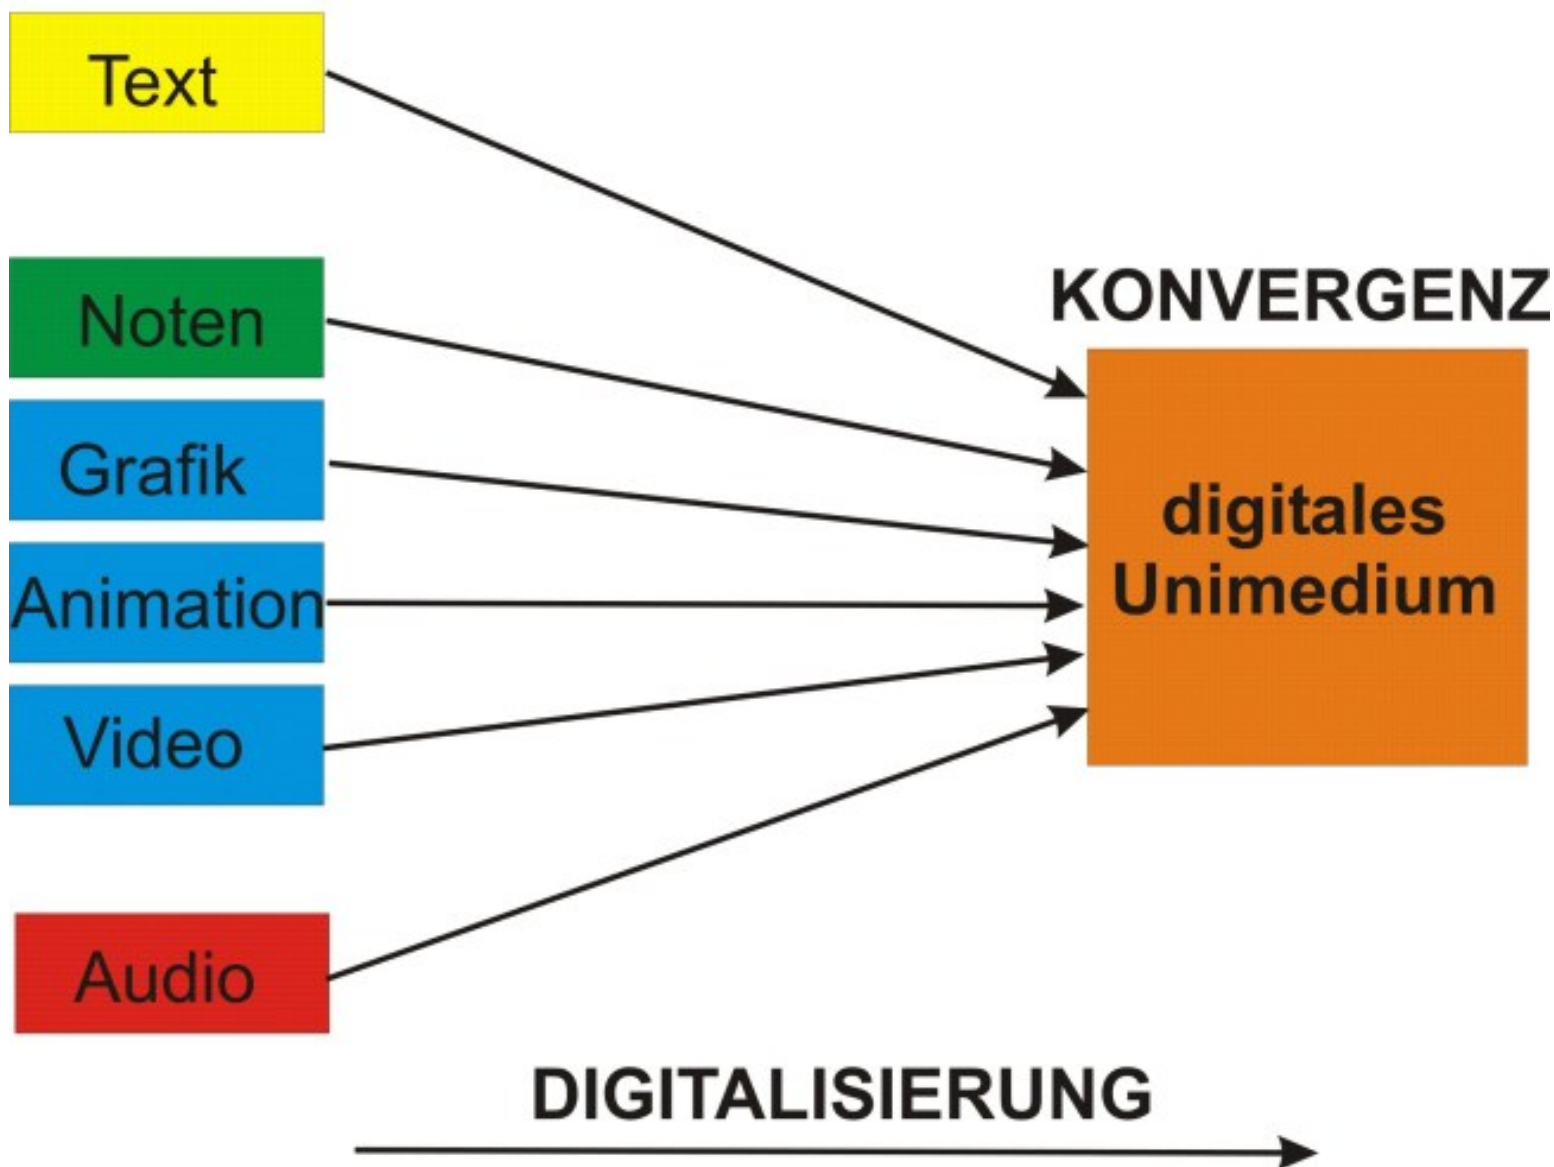 Text
Noten
Grafik
Animation
Video
Audio
KONVERGENZ
digitales
Unimedium
DIGITALISIERUNG